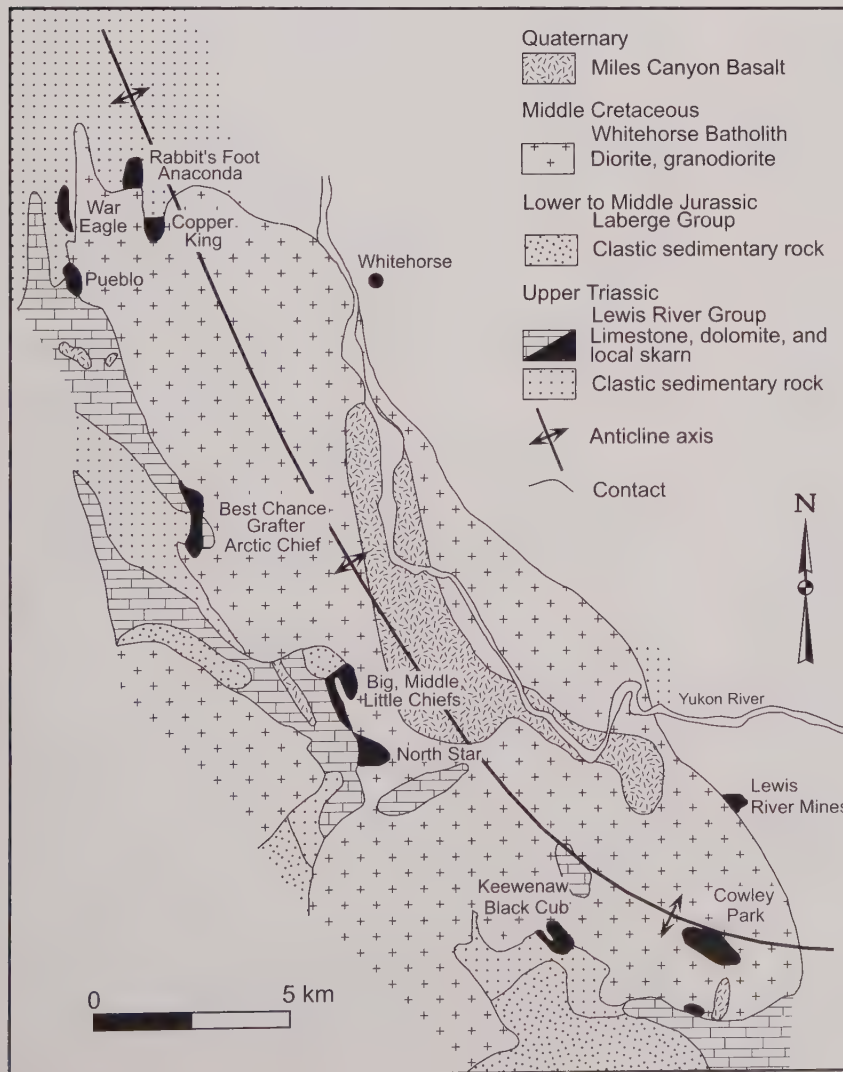 Quaternary
Miles Canyon Basalt
Middle Cretaceous
Whitehorse Batholith
Diorite, granodiorite
Lower to Middle Jurassic
Laberge Group
Clastic sedimentary rock
Upper Triassic
Lewis River Group
Limestone, dolomite, and
local skarn
Clastic sedimentary rock
Anticline axis
Contact
N
Rabbit's Foot
Anaconda
War
Eagle
Copper
King
Pueblo
Whitehorse
Best Chance
Grafter
Arctic Chief
Big, Middle,
Little Chiefs
North Star
Yukon River
Lewis
River Mines
Keewenaw
Black Cub
Cowley
Park
0 5 km